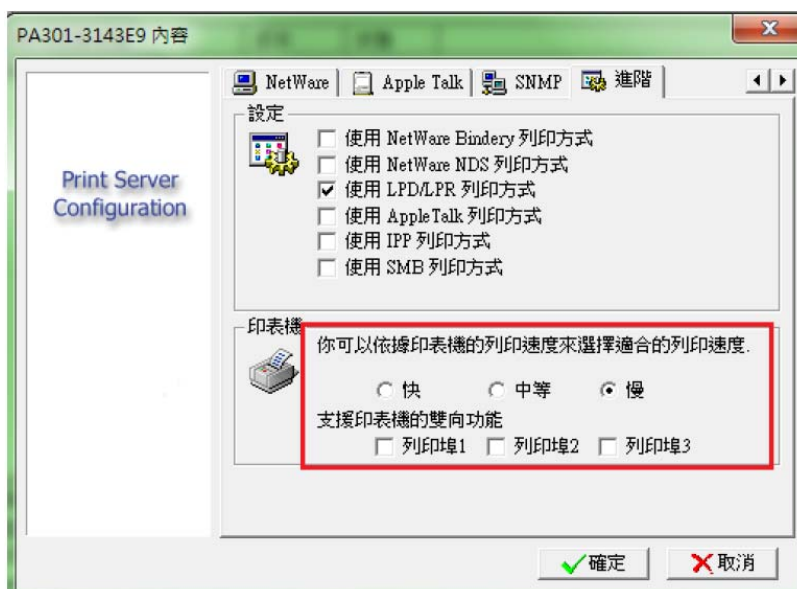 PA301-3143E9 內容
NetWare Apple Talk SNMP 進階
Print Server
Configuration
設定
使用 NetWare Bindery 列印方式
使用 NetWare NDS 列印方式
使用 LPD/LPR 列印方式
使用 AppleTalk 列印方式
使用 IPP 列印方式
使用 SMB 列印方式
印表機
你可以依據印表機的列印速度來選擇適合的列印速度.
快 中等 慢
支援印表機的雙向功能
列印埠1 列印埠2 列印埠3
確定 取消